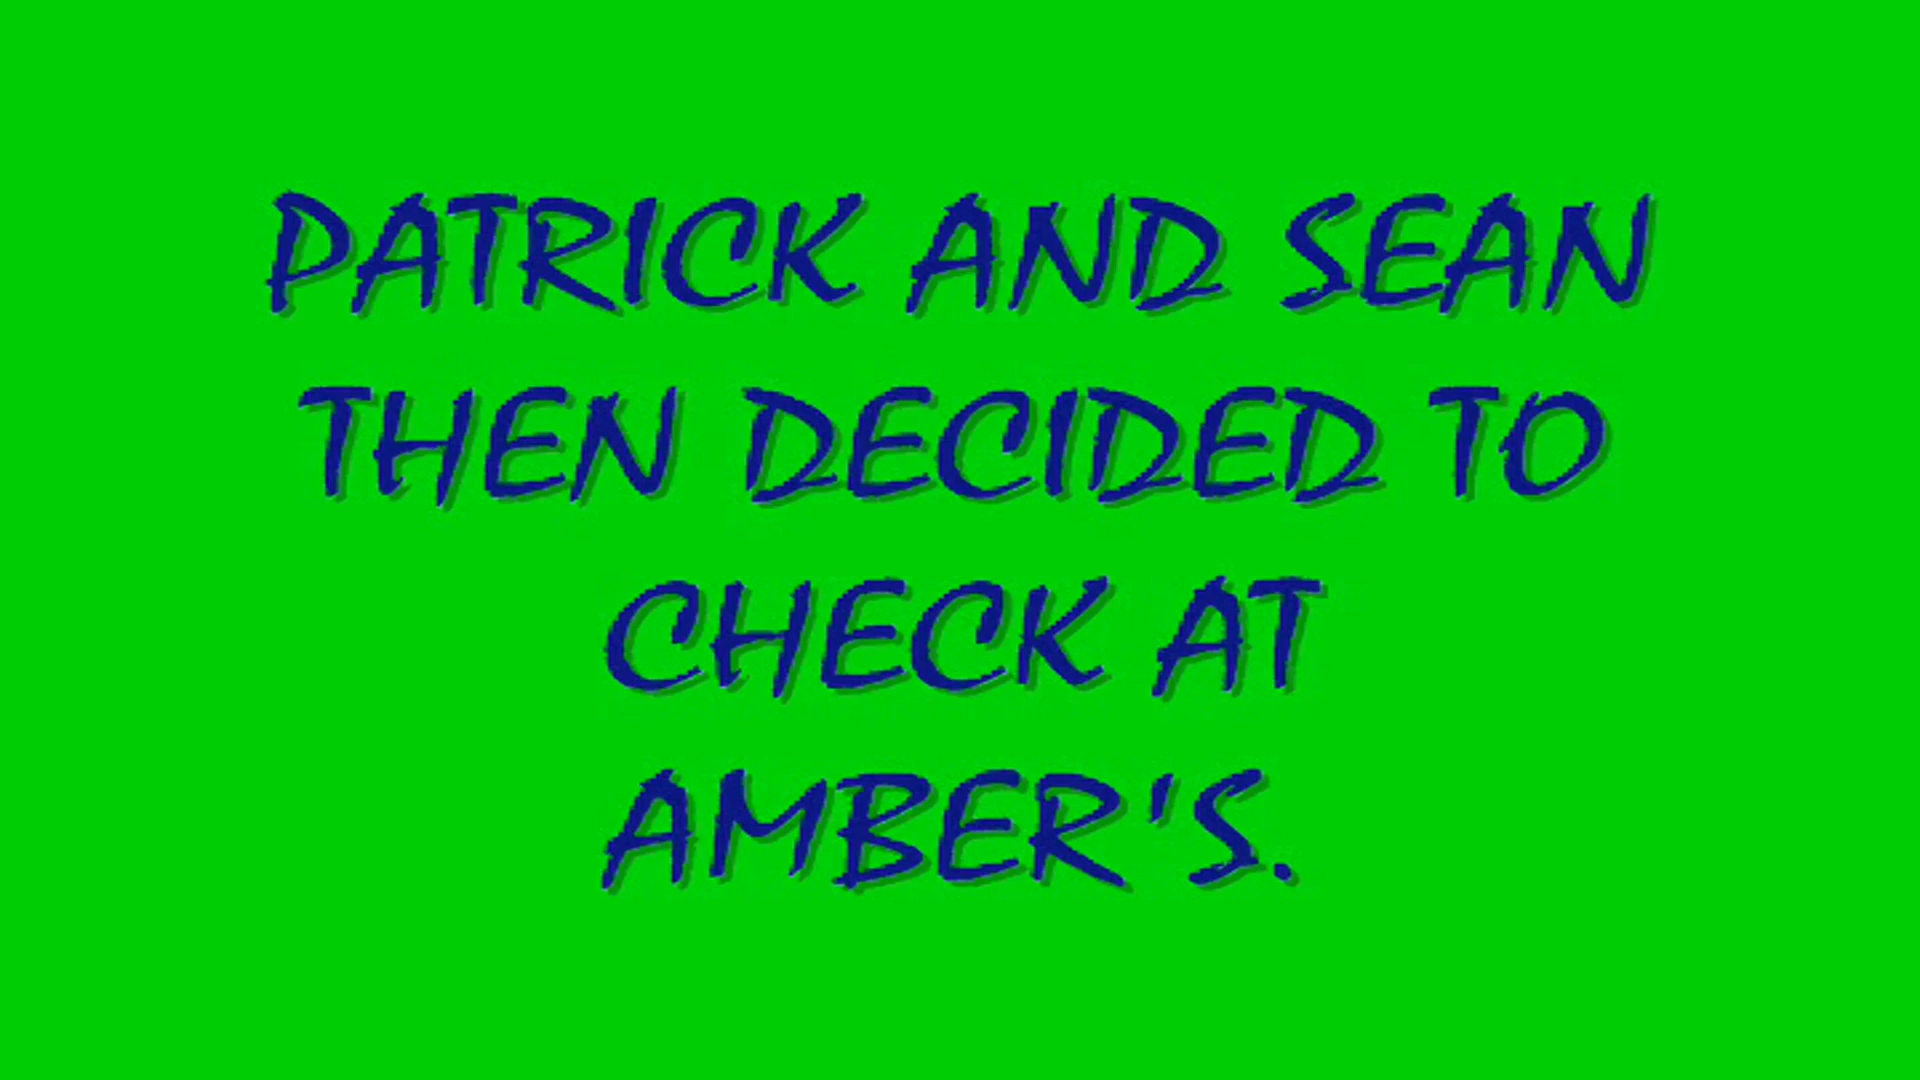 PATRICK AND SEAN
THEN DECIDED TO
CHECK AT
AMBER'S.